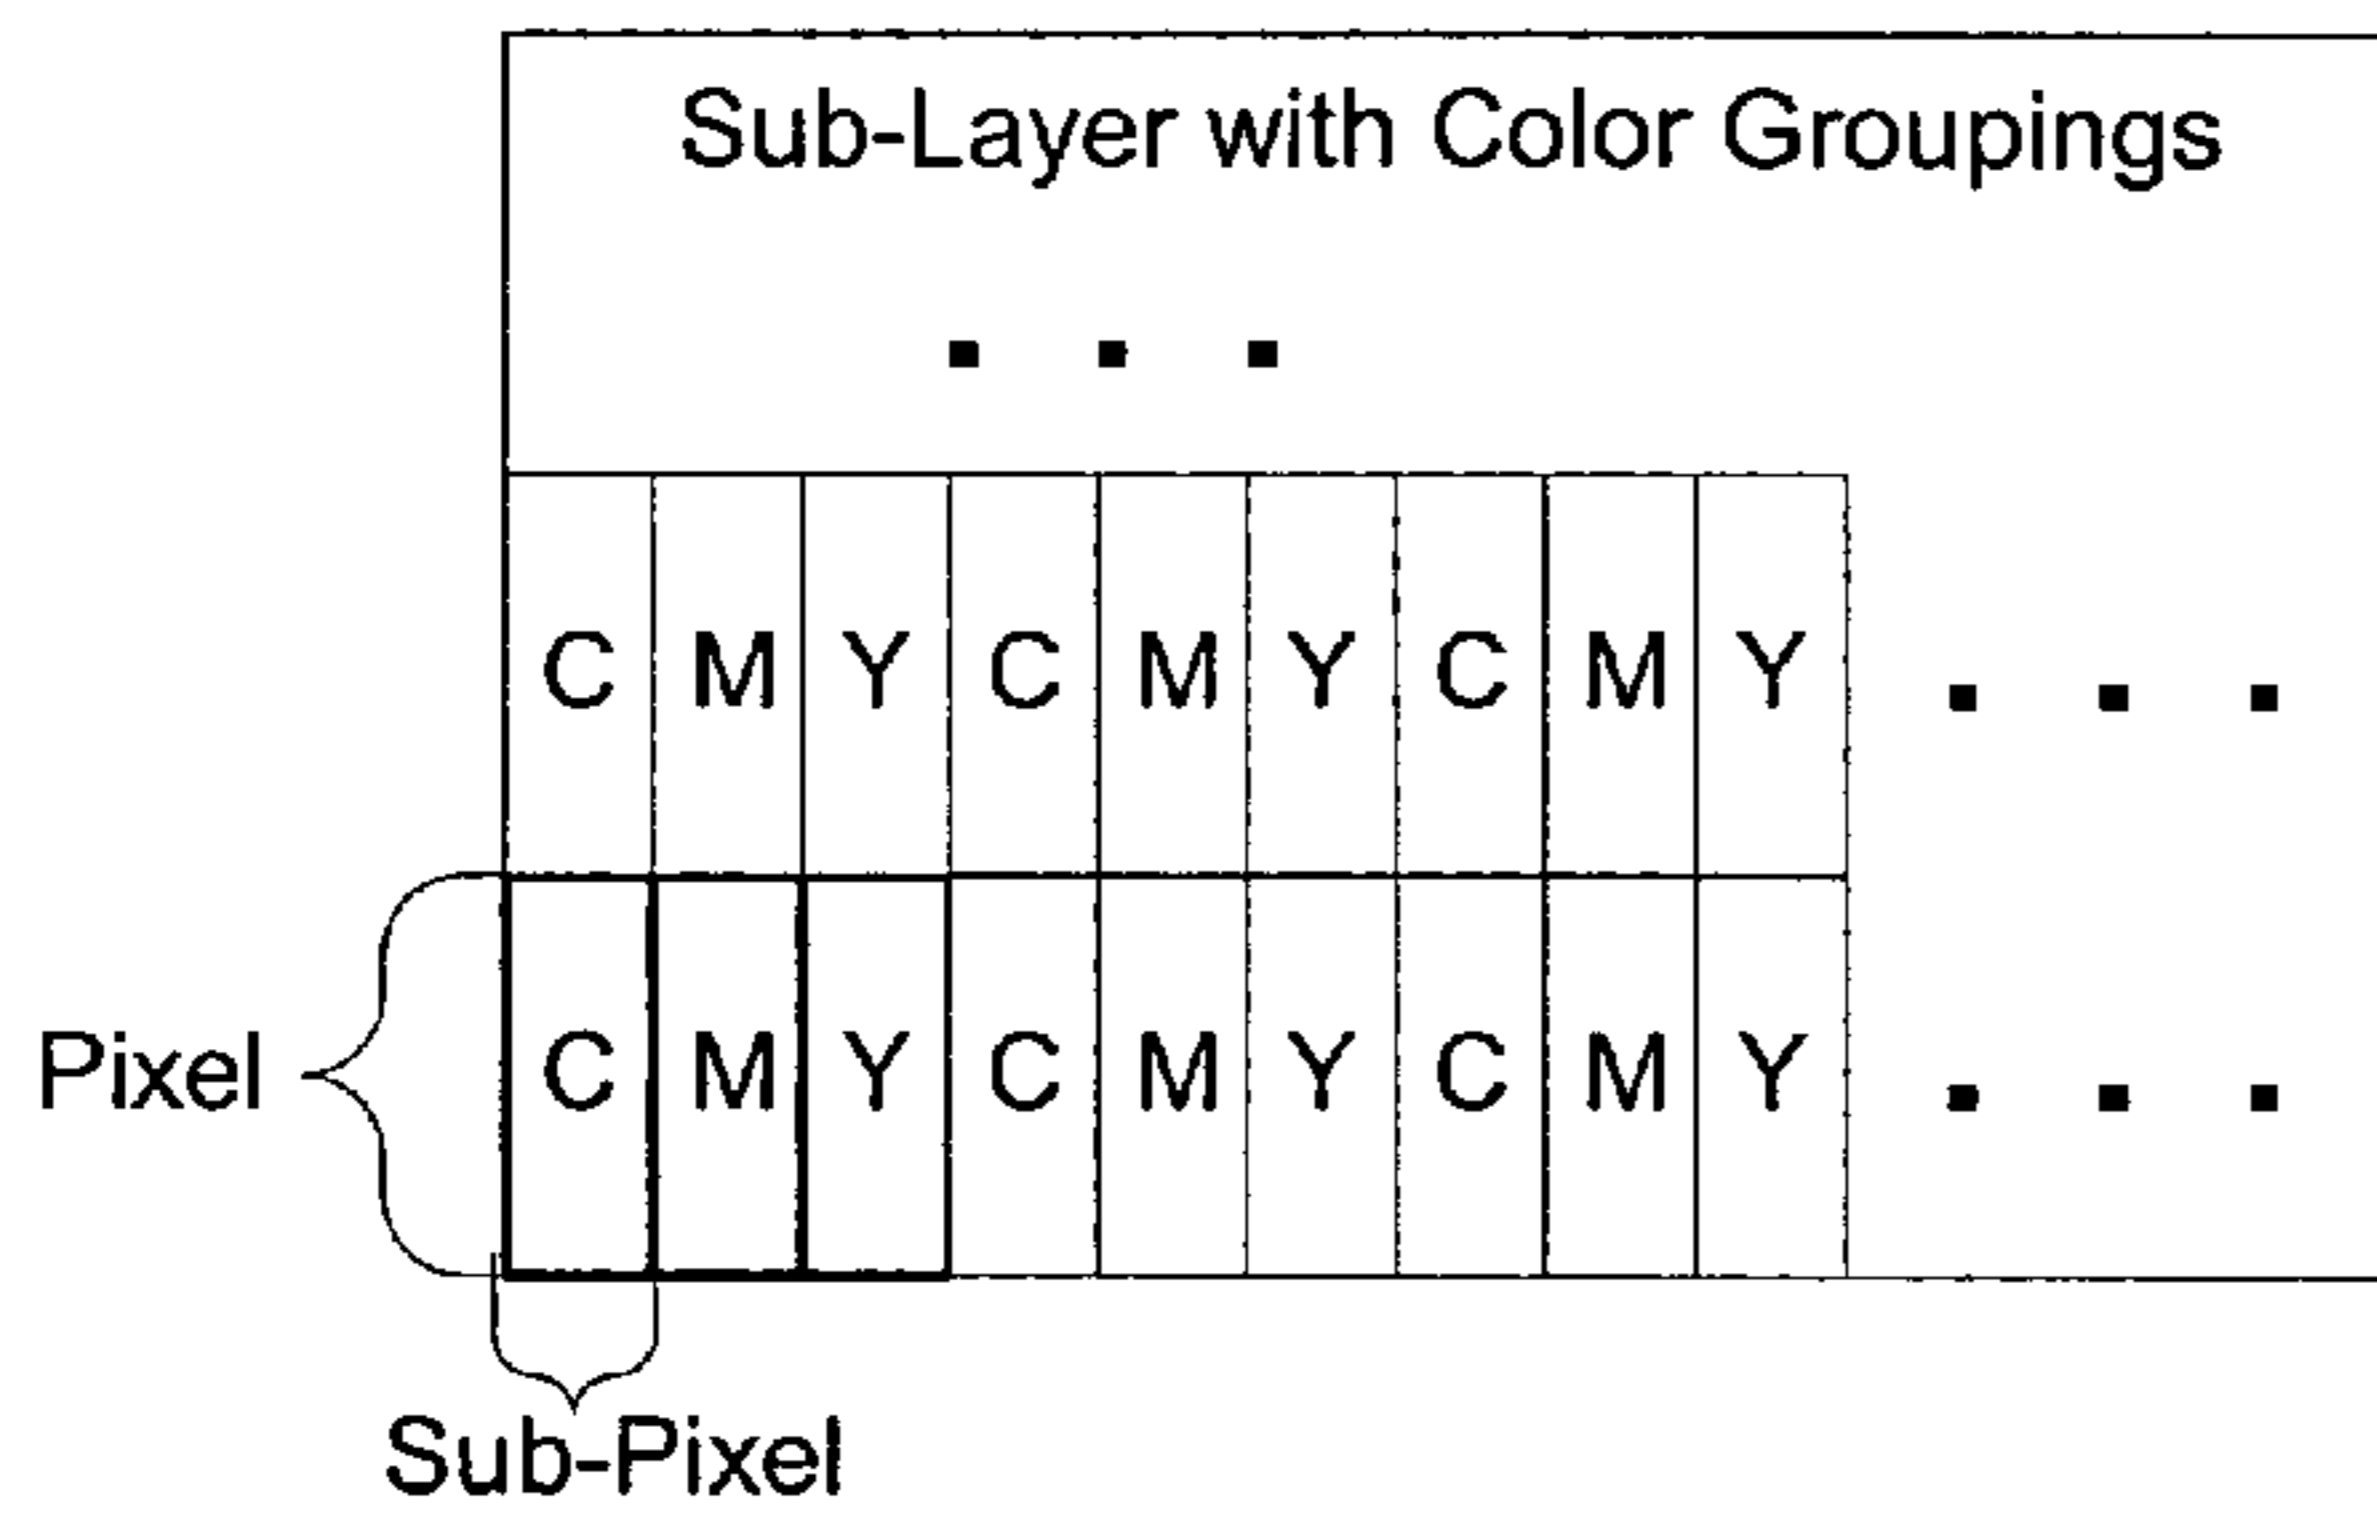 Sub-Layer with Color Groupings
. . .
C M Y C M Y C M Y . . .
Pixel C M Y C M Y C M Y . . .
Sub-Pixel